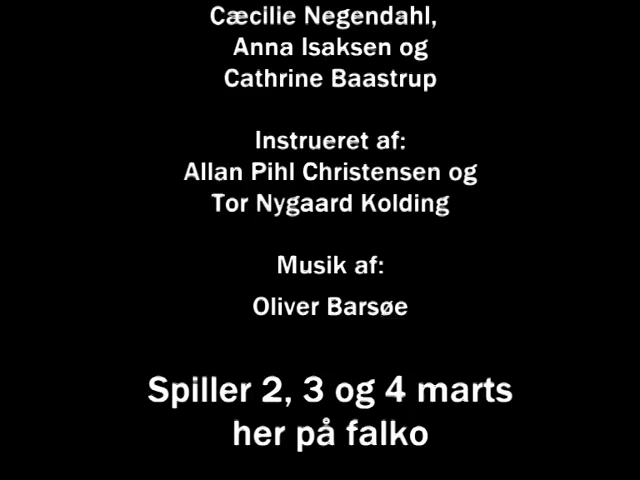 Cæcilie Negendahl,
Anna Isaksen og
Cathrine Baastrup
Instrueret af:
Allan Pihl Christensen og
Tor Nygaard Kolding
Musik af:
Oliver Barsøe
Spiller 2, 3 og 4 marts
her på falko